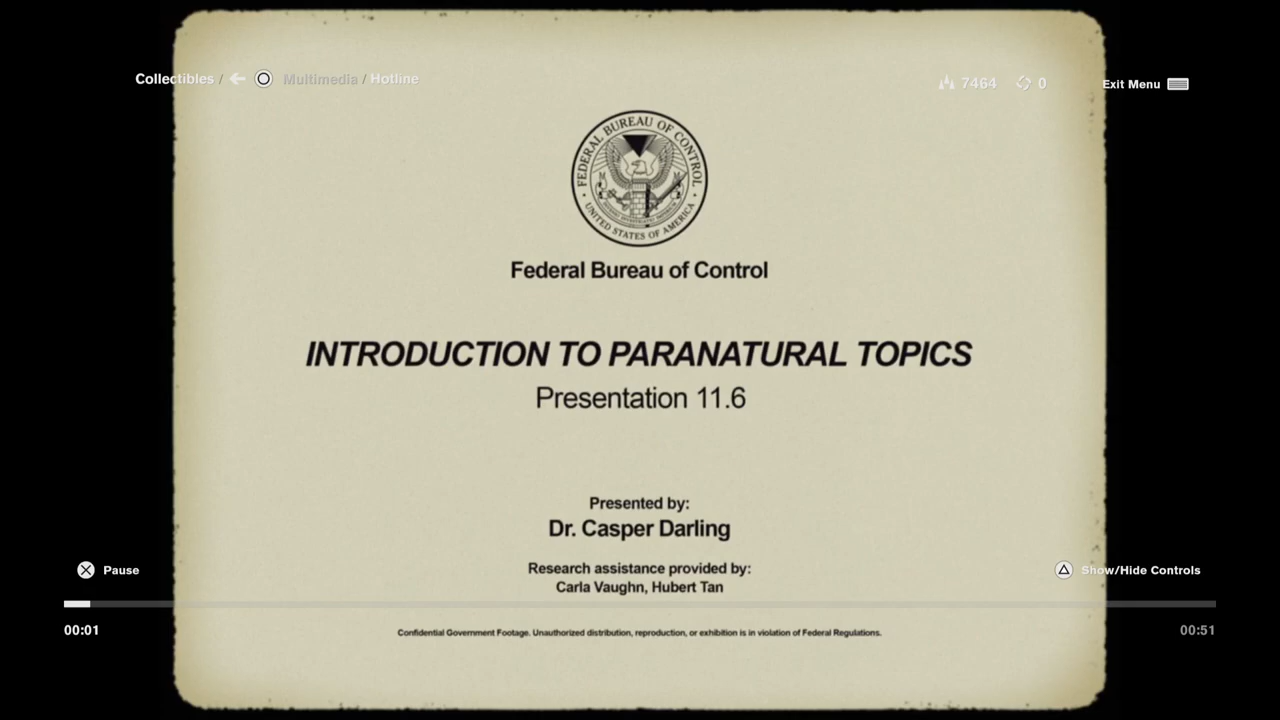 Collectibles / Multimedia / Hotline
7464 0 Exit Menu
FEDERAL BUREAU OF CONTROL
UNITED STATES OF AMERICA
Federal Bureau of Control
INTRODUCTION TO PARANATURAL TOPICS
Presentation 11.6
Presented by:
Dr. Casper Darling
Research assistance provided by:
Carla Vaughn, Hubert Tan
Pause Show/Hide Controls
00:01 00:51
Confidential Government Footage. Unauthorized distribution, reproduction, or exhibition is in violation of Federal Regulations.